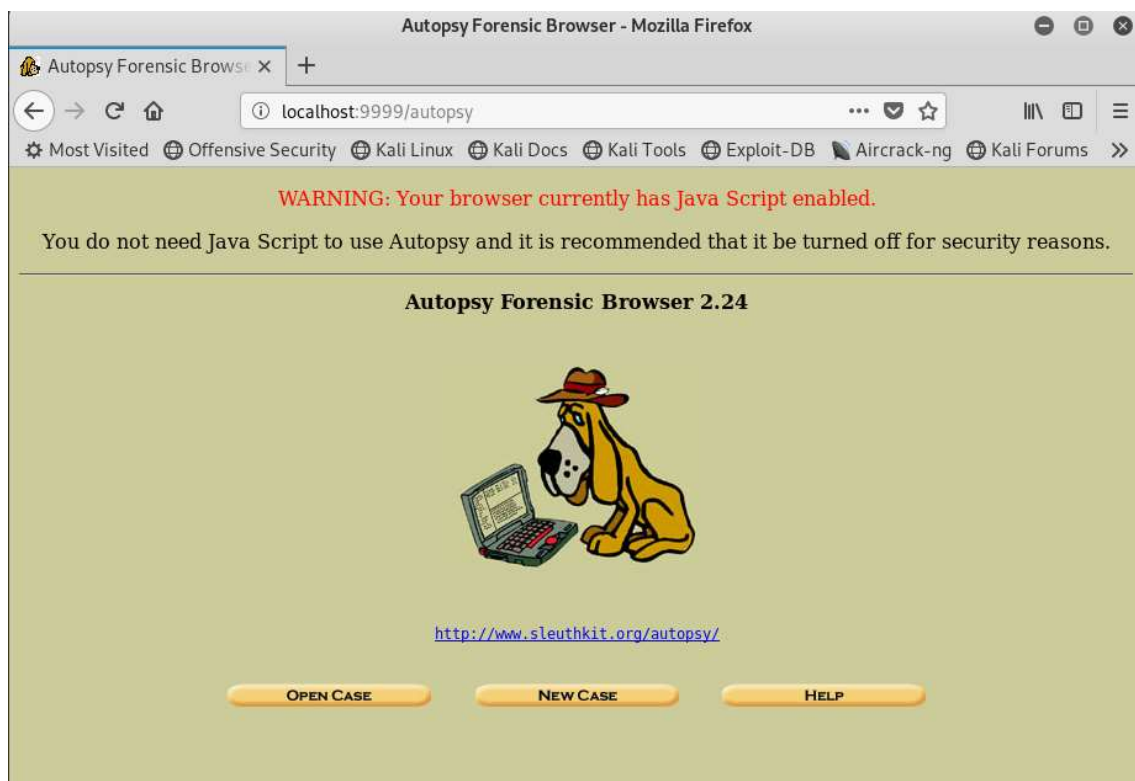 Autopsy Forensic Browser - Mozilla Firefox
Autopsy Forensic Browse
localhost:9999/autopsy
Most Visited Offensive Security Kali Linux Kali Docs Kali Tools Exploit-DB Aircrack-ng Kali Forums
WARNING: Your browser currently has Java Script enabled.
You do not need Java Script to use Autopsy and it is recommended that it be turned off for security reasons.
Autopsy Forensic Browser 2.24
http://www.sleuthkit.org/autopsy/
OPEN CASE NEW CASE HELP